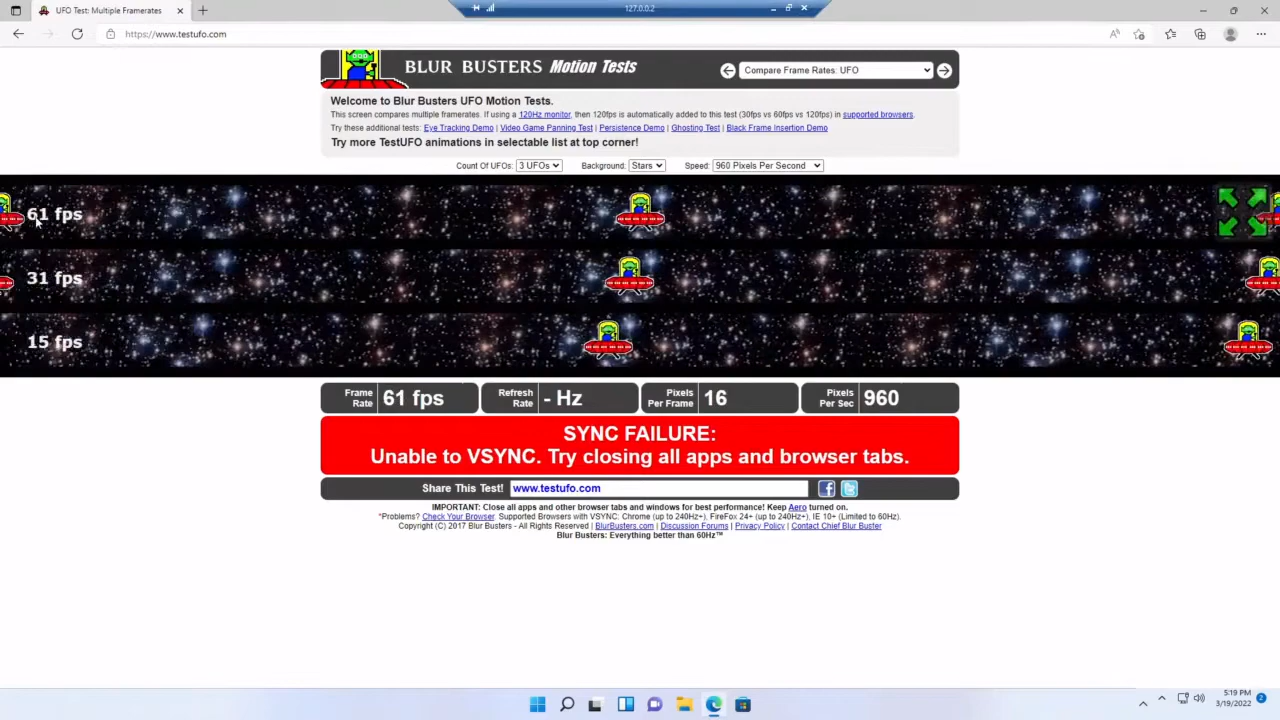 127.0.0.2
UFO Test: Multiple Framerates
https://www.testufo.com
BLUR BUSTERS Motion Tests
Compare Frame Rates: UFO
Welcome to Blur Busters UFO Motion Tests.
This screen compares multiple framerates. If using a 120Hz monitor, then 120fps is automatically added to this test (30fps vs 60fps vs 120fps) in supported browsers.
Try these additional tests: Eye Tracking Demo | Video Game Panning Test | Persistence Demo | Ghosting Test | Black Frame Insertion Demo
Try more TestUFO animations in selectable list at top corner!
Count Of UFOs: 3 UFOs Background: Stars Speed: 960 Pixels Per Second
61 fps
31 fps
15 fps
Frame Rate 61 fps Refresh Rate - Hz Pixels Per Frame 16 Pixels Per Sec 960
SYNC FAILURE:
Unable to VSYNC. Try closing all apps and browser tabs.
Share This Test! www.testufo.com
IMPORTANT: Close all apps and other browser tabs and windows for best performance! Keep Aero turned on.
*Problems? Check Your Browser. Supported Browsers with VSYNC: Chrome (up to 240Hz+), FireFox 24+ (up to 240Hz+), IE 10+ (Limited to 60Hz).
Copyright (C) 2017 Blur Busters - All Rights Reserved | BlurBusters.com | Discussion Forums | Privacy Policy | Contact Chief Blur Buster
Blur Busters: Everything better than 60Hz™
5:19 PM
3/19/2022
2